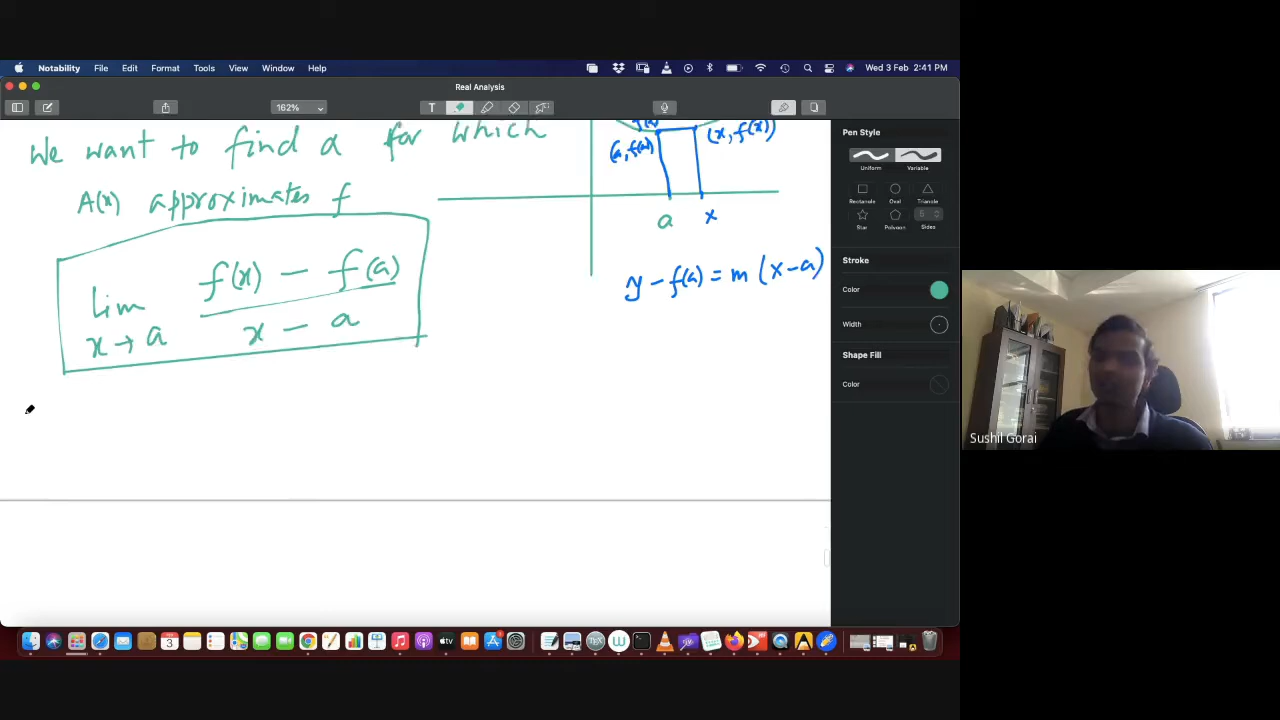 Notability File Edit Format Tools View Window Help
Wed 3 Feb 2:41 PM
Real Analysis
162%
T
We want to find a for which
A(x) approximates f
lim x→a f(x) - f(a) / x - a
(a, f(a))
(x, f(x))
a
x
y - f(a) = m (x-a)
Pen Style
Uniform Variable
Rectangle Oval Triangle
Star Polygon Sides
Stroke
Color
Width
Shape Fill
Color
Sushil Gorai